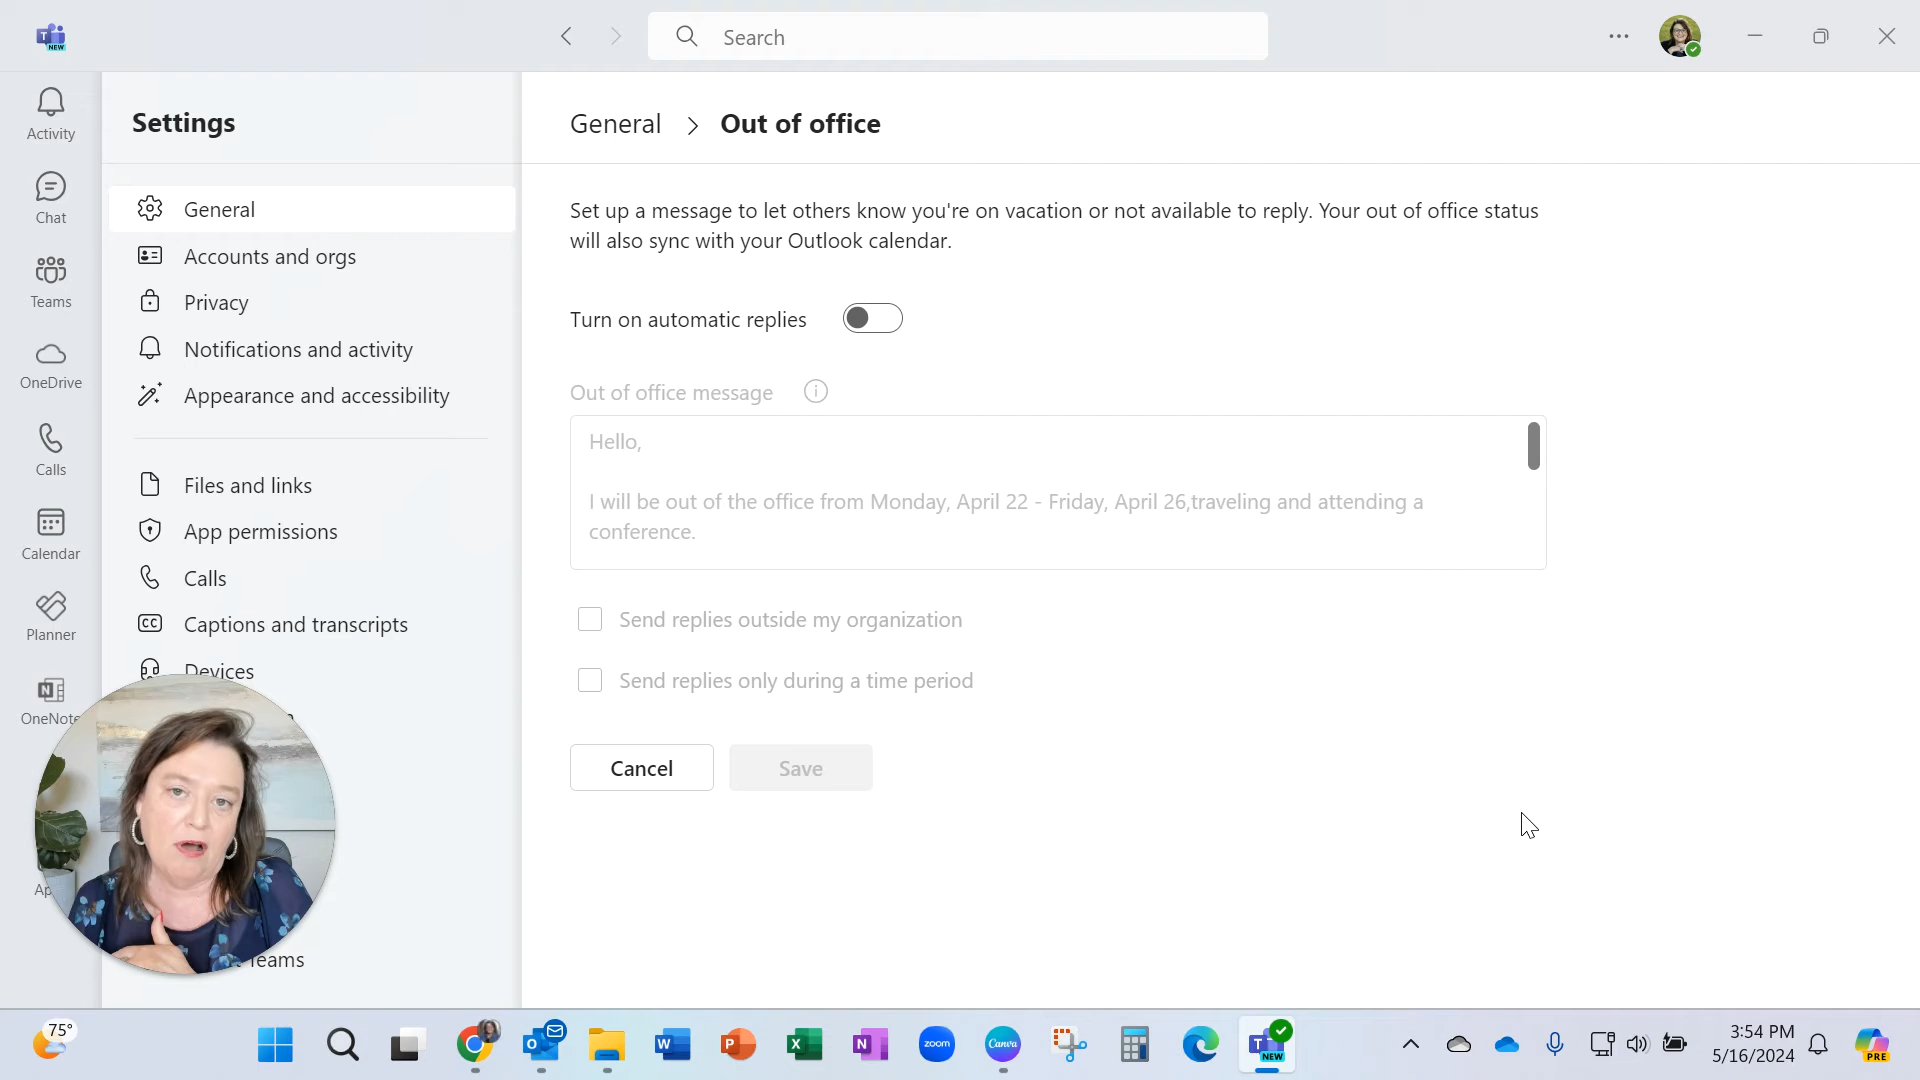 Search
Activity
Chat
Teams
OneDrive
Calls
Calendar
Planner
OneNote
Settings
General
Accounts and orgs
Privacy
Notifications and activity
Appearance and accessibility
Files and links
App permissions
Calls
Captions and transcripts
Devices
Teams
General > Out of office
Set up a message to let others know you're on vacation or not available to reply. Your out of office status
will also sync with your Outlook calendar.
Turn on automatic replies
Out of office message
Hello,
I will be out of the office from Monday, April 22 - Friday, April 26,traveling and attending a
conference.
Send replies outside my organization
Send replies only during a time period
Cancel
Save
75°
zoom
Canva
NEW
3:54 PM
5/16/2024
PRE